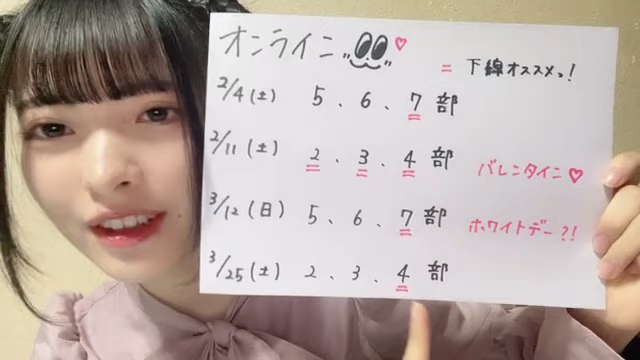 オンライン ♡
= 下線オススメっ!
2/4(土) 5、6、7部
2/11(土) 2、3、4部 バレンタイン♡
3/12(日) 5、6、7部 ホワイトデー?!
3/25(土) 2、3、4部